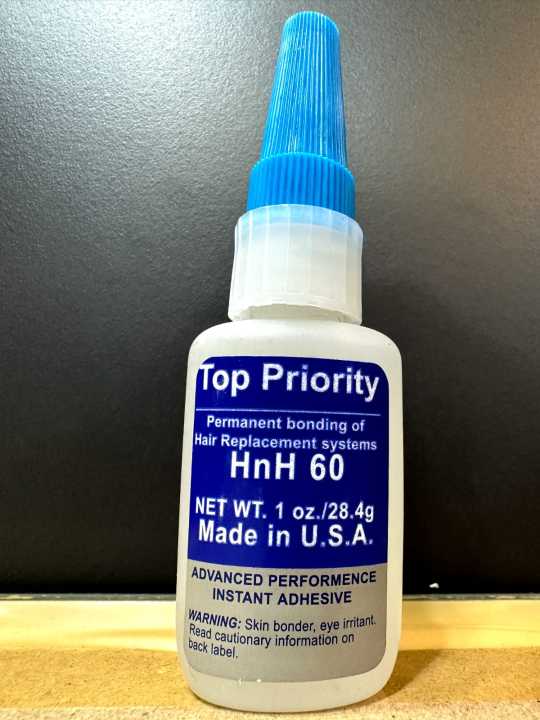 Top Priority
Permanent bonding of
Hair Replacement systems
HnH 60
NET WT. 1 oz./28.4g
Made in U.S.A.
ADVANCED PERFORMENCE
INSTANT ADHESIVE
WARNING: Skin bonder, eye irritant.
Read cautionary information on
back label.